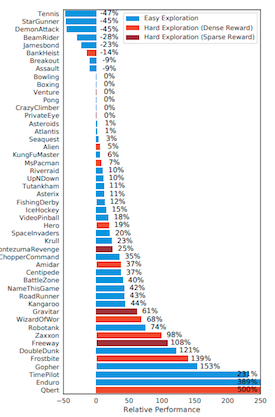 Tennis -47%
StarGunner -45%
DemonAttack -45%
BeamRider -28%
Jamesbond -23%
BankHeist -14%
Breakout -9%
Assault -9%
Bowling 0%
Boxing 0%
Venture 0%
Pong 0%
CrazyClimber 0%
PrivateEye 0%
Asteroids 1%
Atlantis 1%
Seaquest 3%
Alien 5%
KungFuMaster 6%
MsPacman 7%
Riverraid 10%
UpNDown 10%
Tutankham 11%
Asterix 11%
FishingDerby 12%
IceHockey 15%
VideoPinball 18%
Hero 19%
SpaceInvaders 20%
Krull 23%
ontezumaRevenge 25%
ChopperCommand 35%
Amidar 37%
Centipede 37%
BattleZone 40%
NameThisGame 42%
RoadRunner 43%
Kangaroo 44%
Gravitar 61%
WizardOfWor 68%
Robotank 74%
Zaxxon 98%
Freeway 108%
DoubleDunk 121%
Frostbite 139%
Gopher 153%
TimePilot 231%
Enduro 389%
Qbert 500%
Easy Exploration
Hard Exploration (Dense Reward)
Hard Exploration (Sparse Reward)
−50 0 50 100 150 200 250
Relative Performance